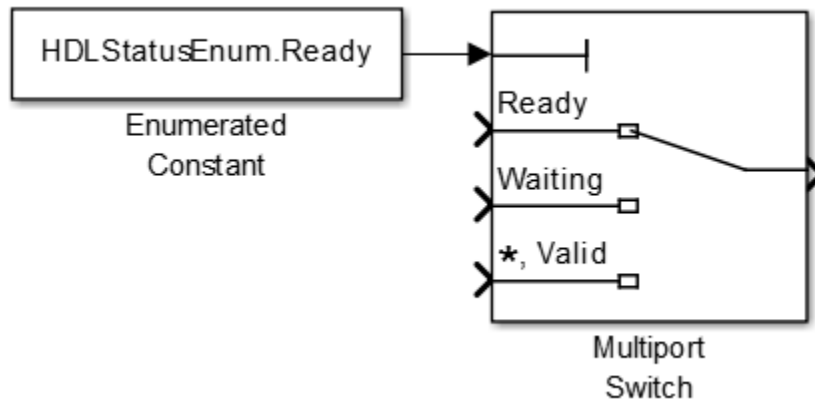 HDLStatusEnum.Ready
Enumerated
Constant
Ready
Waiting
*, Valid
Multiport
Switch